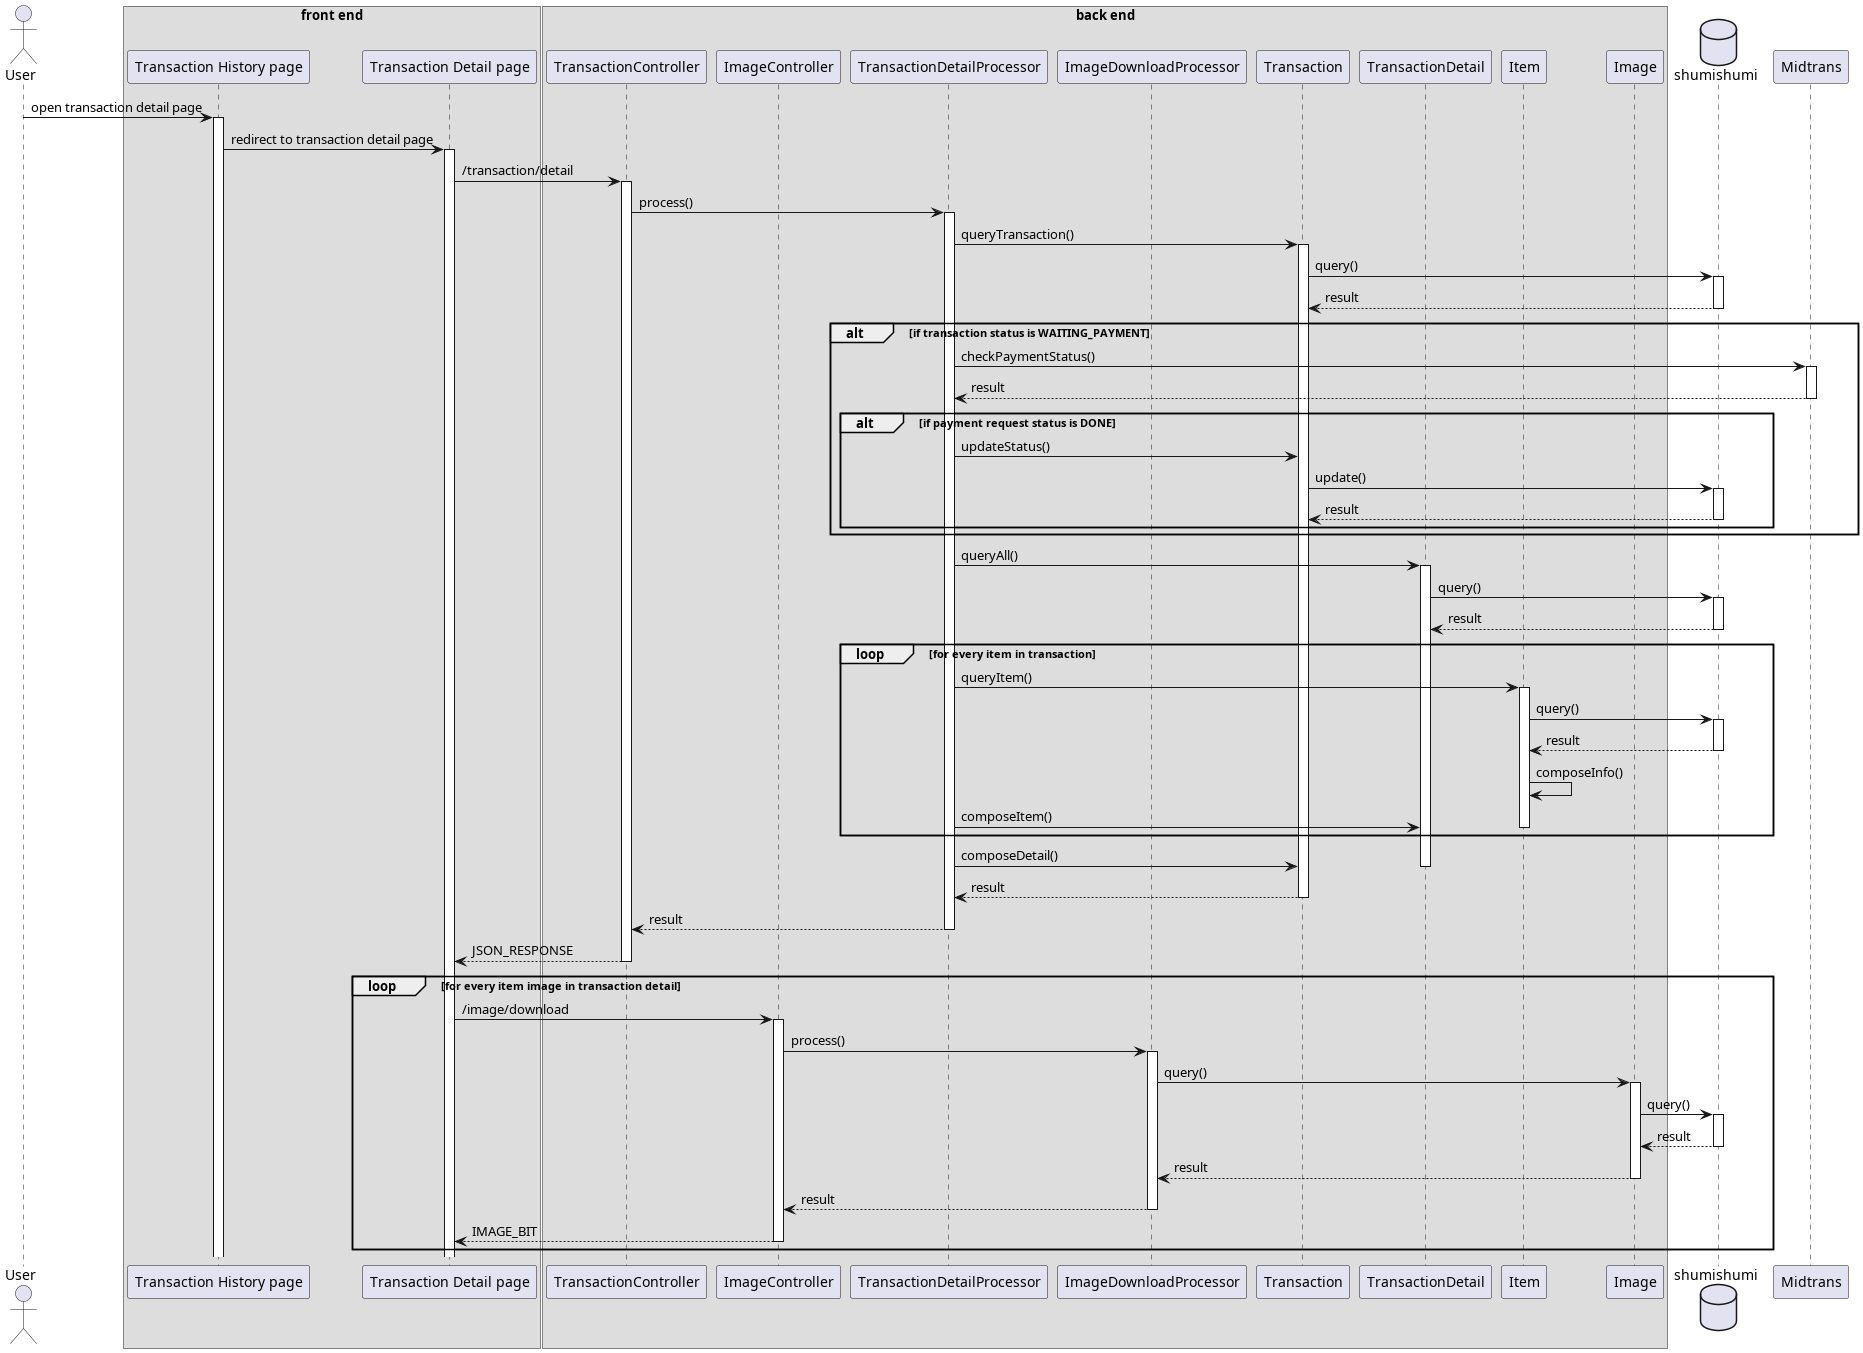 front end
back end
User
Transaction History page
Transaction Detail page
TransactionController
ImageController
TransactionDetailProcessor
ImageDownloadProcessor
Transaction
TransactionDetail
Item
Image
shumishumi
Midtrans
open transaction detail page
redirect to transaction detail page
/transaction/detail
process()
queryTransaction()
query()
result
alt
[if transaction status is WAITING_PAYMENT]
checkPaymentStatus()
result
alt
[if payment request status is DONE]
updateStatus()
update()
result
queryAll()
query()
result
loop
[for every item in transaction]
queryItem()
query()
result
composeInfo()
composeItem()
composeDetail()
result
result
JSON_RESPONSE
loop
[for every item image in transaction detail]
/image/download
process()
query()
query()
result
result
result
IMAGE_BIT
User
Transaction History page
Transaction Detail page
TransactionController
ImageController
TransactionDetailProcessor
ImageDownloadProcessor
Transaction
TransactionDetail
Item
Image
shumishumi
Midtrans